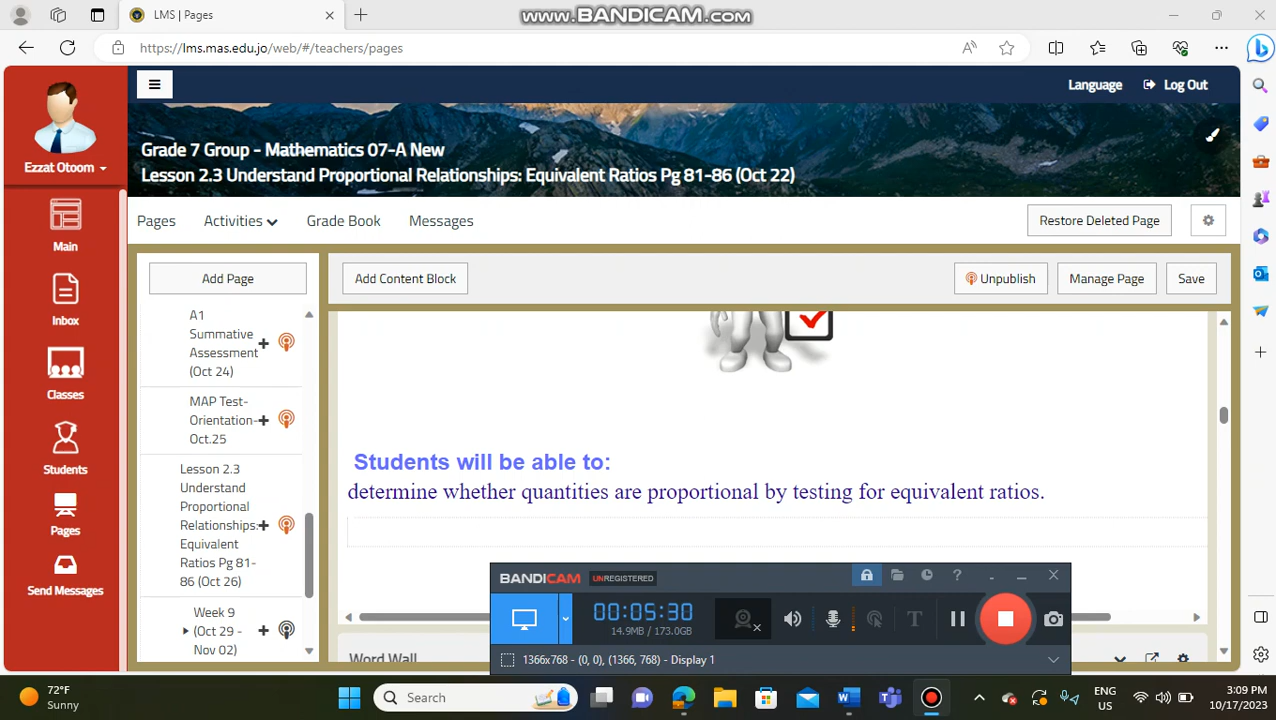 LMS | Pages
www.BANDICAM.com
https://lms.mas.edu.jo/web/#/teachers/pages
Language
Log Out
Ezzat Otoom
Grade 7 Group - Mathematics 07-A New
Lesson 2.3 Understand Proportional Relationships: Equivalent Ratios Pg 81-86 (Oct 22)
Pages
Activities
Grade Book
Messages
Restore Deleted Page
Main
Inbox
Classes
Students
Pages
Send Messages
Add Page
Add Content Block
Unpublish
Manage Page
Save
A1
Summative
Assessment
(Oct 24)
MAP Test-
Orientation-
Oct.25
Lesson 2.3
Understand
Proportional
Relationships:
Equivalent
Ratios Pg 81-
86 (Oct 26)
Week 9
(Oct 29 -
Nov 02)
Students will be able to:
determine whether quantities are proportional by testing for equivalent ratios.
Word Wall
BANDICAM
UNREGISTERED
00:05:30
14.9MB / 173.0GB
1366x768 - (0, 0), (1366, 768) - Display 1
72°F
Sunny
Search
ENG
US
3:09 PM
10/17/2023